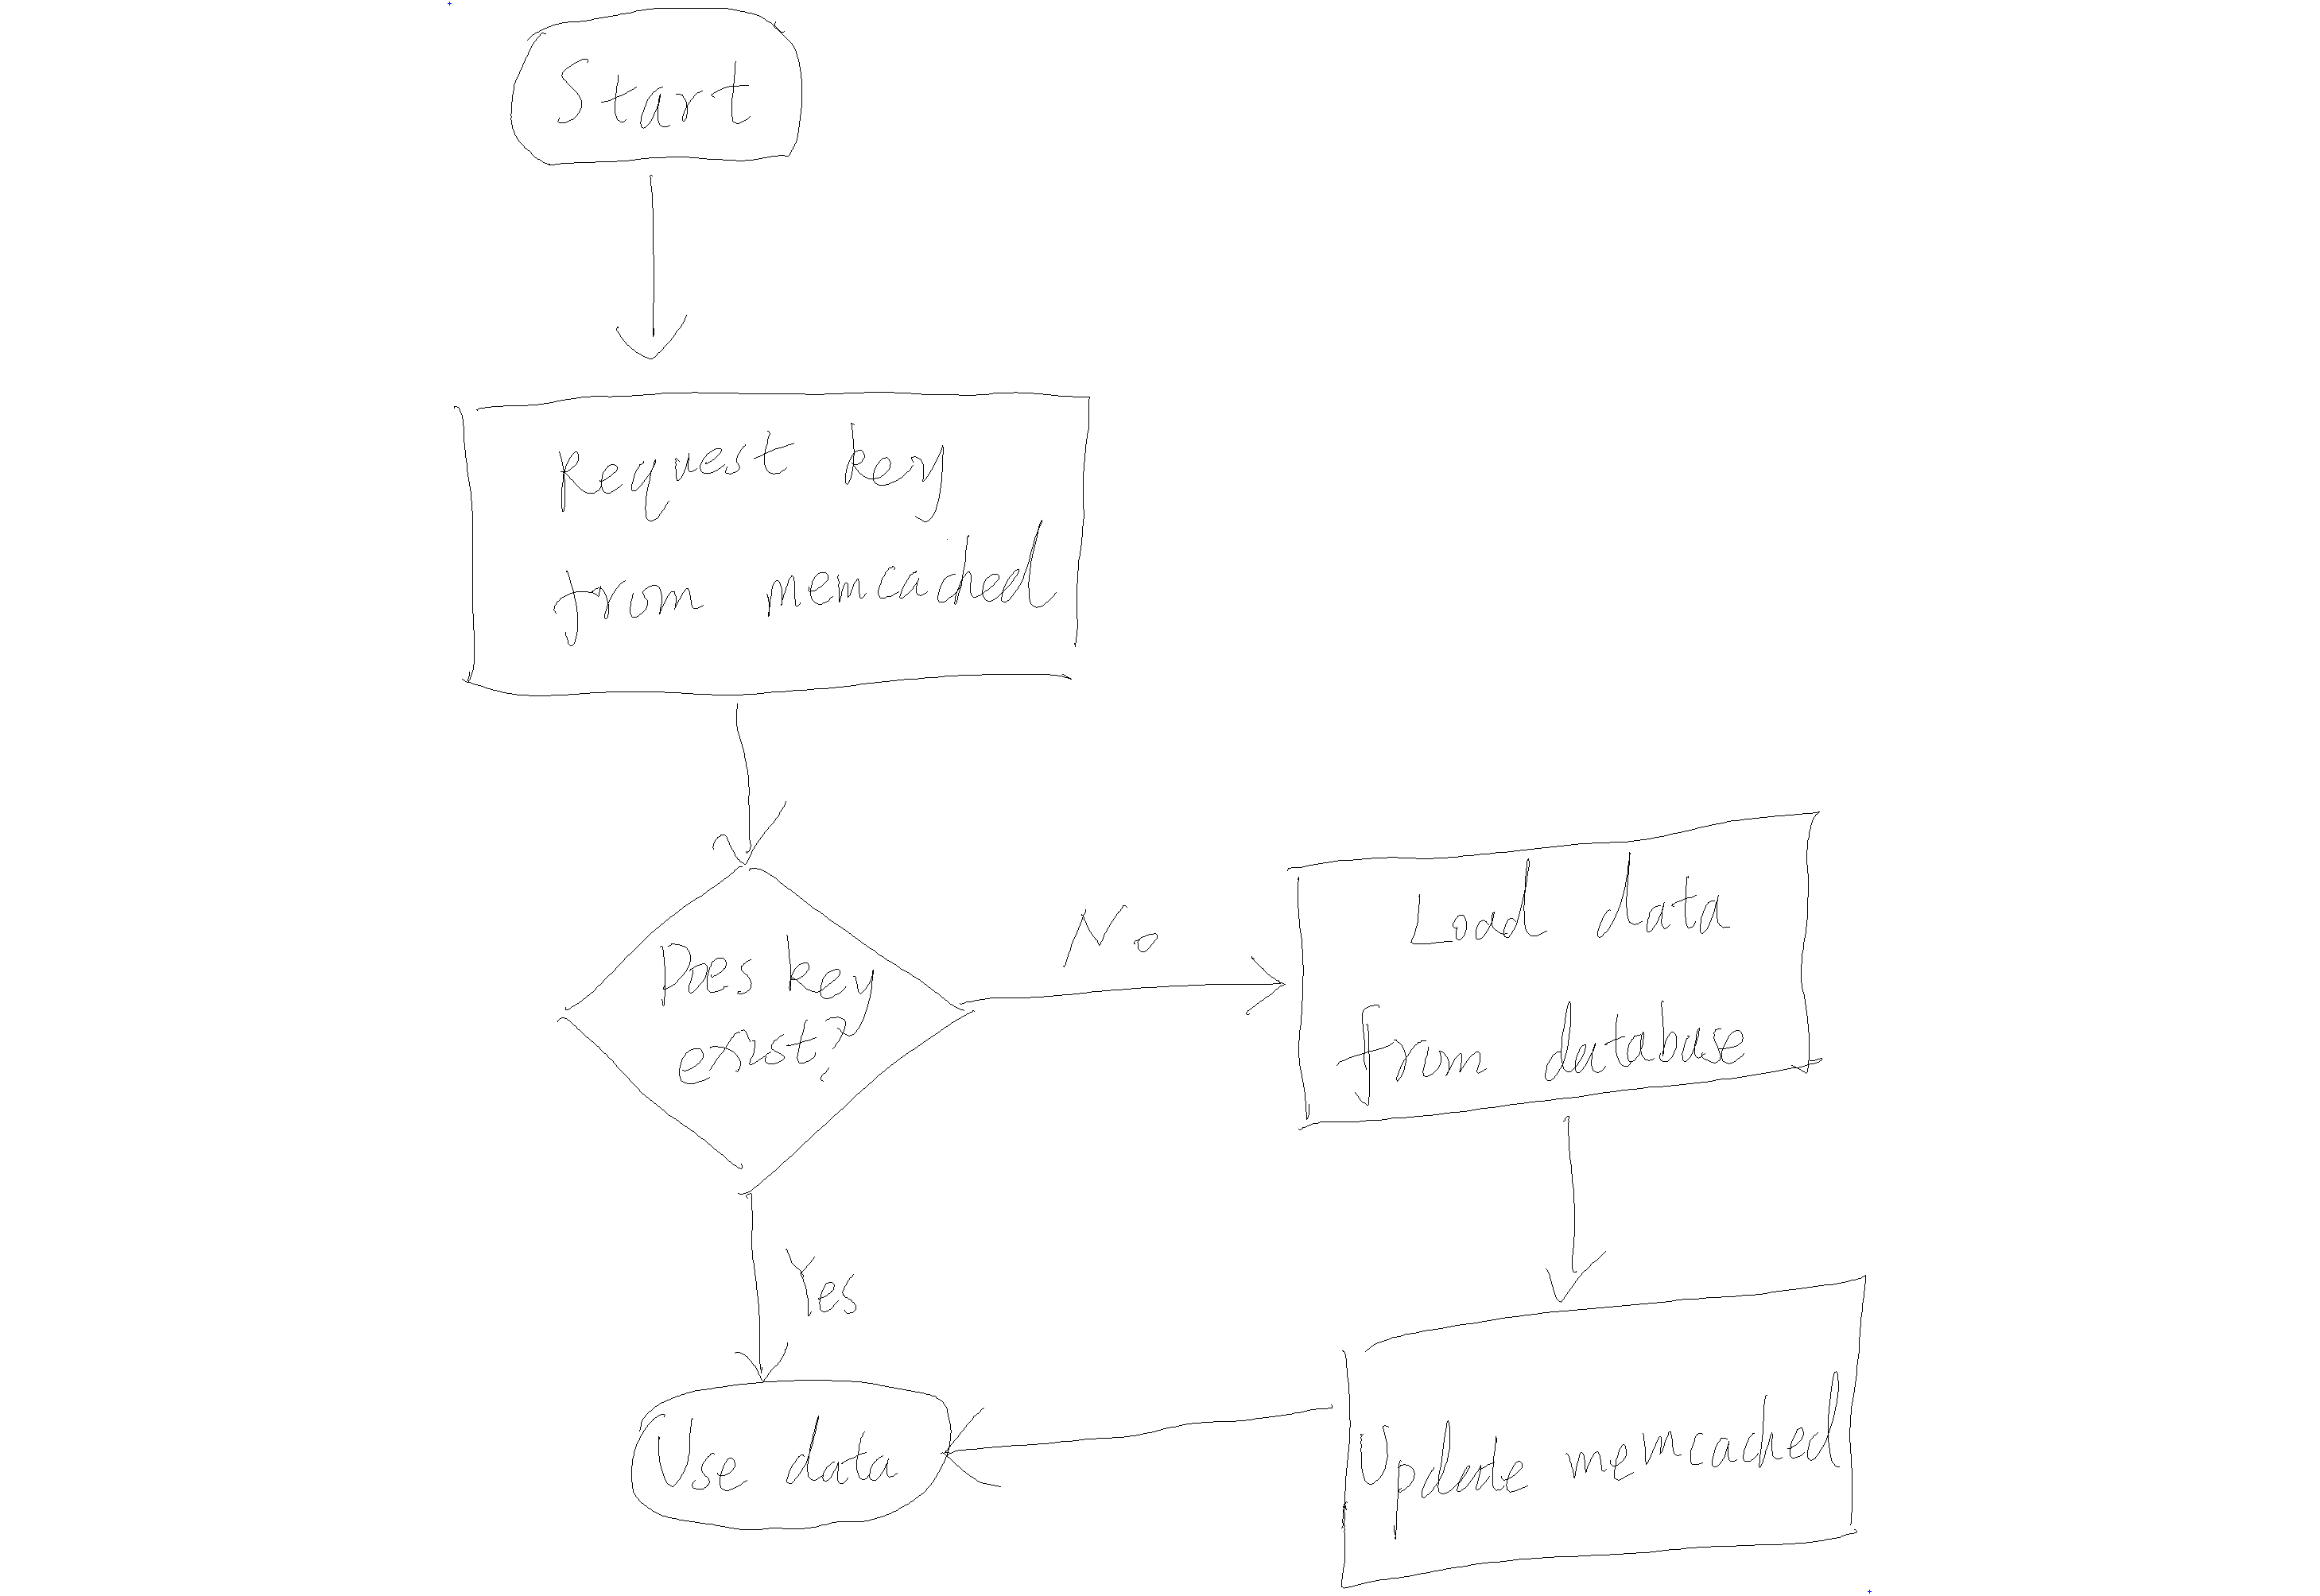 Start
Request key
from memcached
Does key
exist?
No
Load data
from database
Yes
Use data
Update memcached